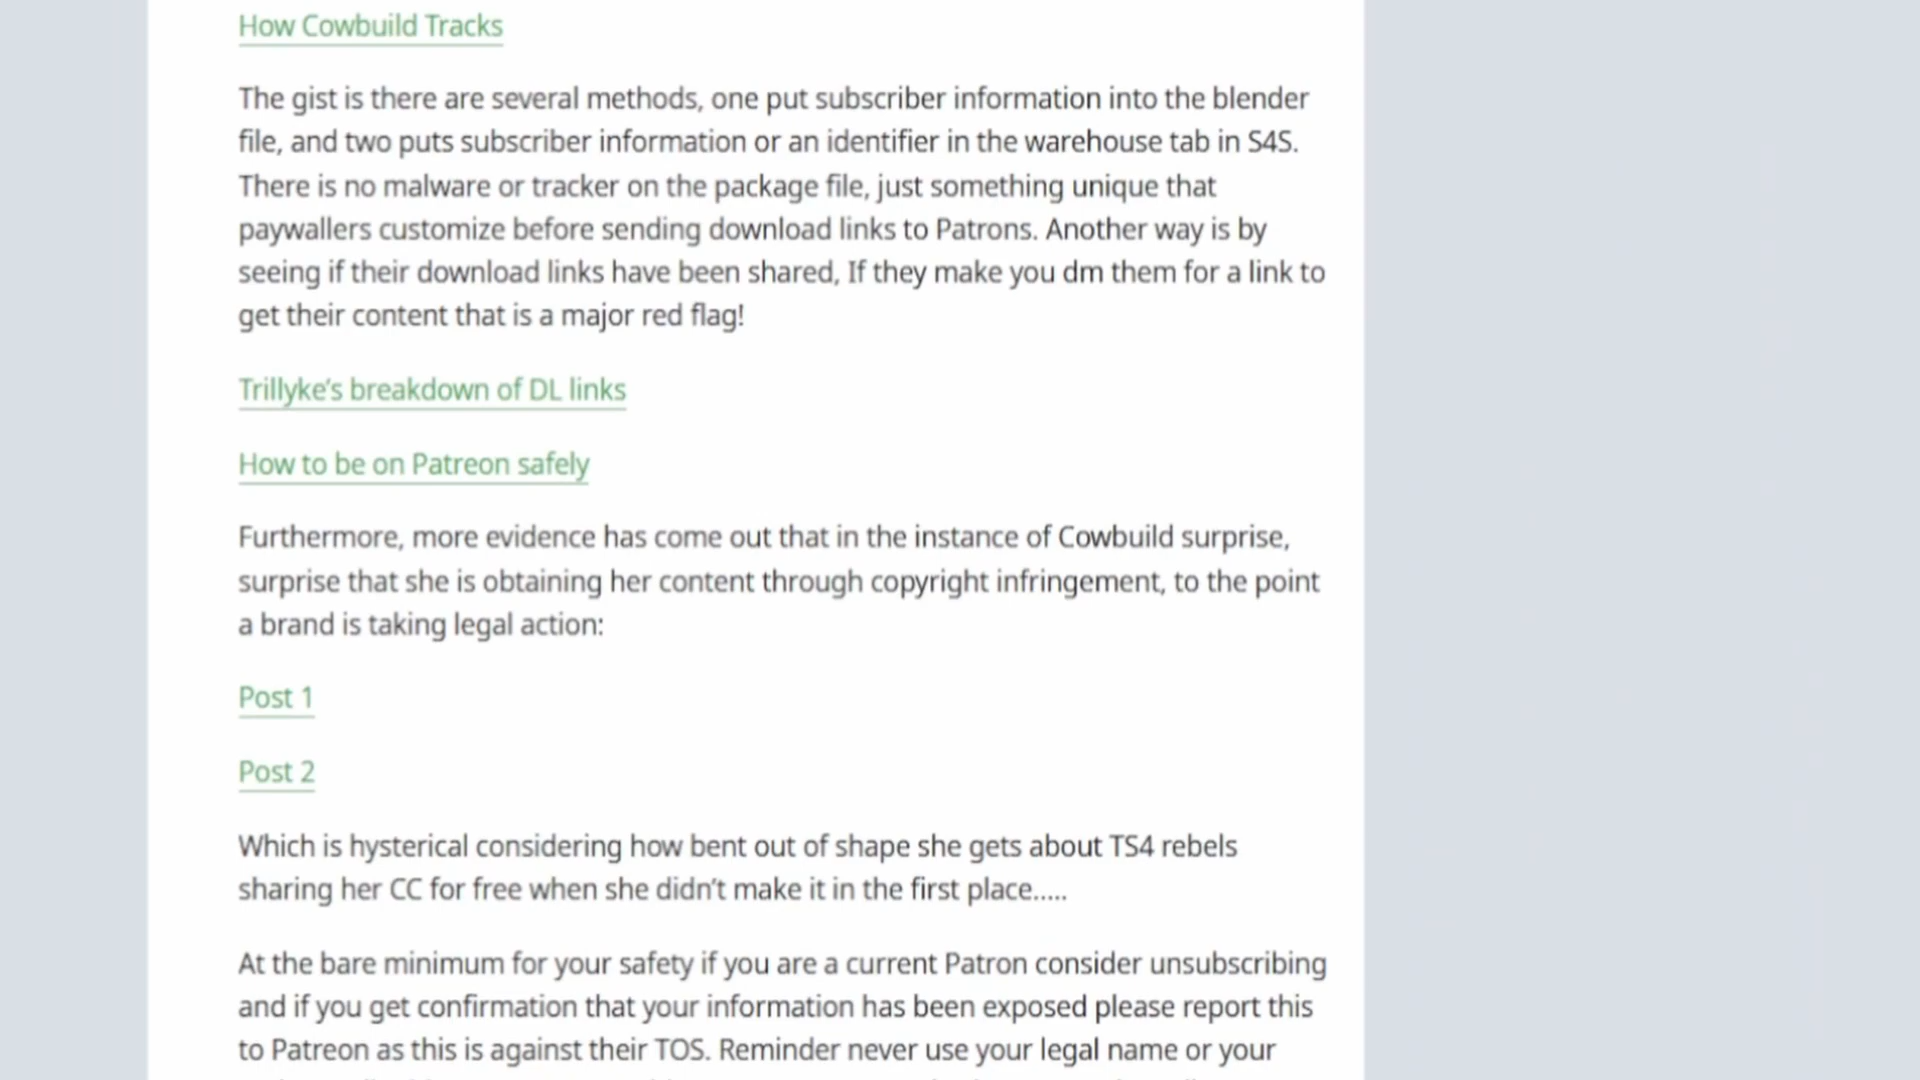 How Cowbuild Tracks
The gist is there are several methods, one put subscriber information into the blender
file, and two puts subscriber information or an identifier in the warehouse tab in S4S.
There is no malware or tracker on the package file, just something unique that
paywallers customize before sending download links to Patrons. Another way is by
seeing if their download links have been shared, If they make you dm them for a link to
get their content that is a major red flag!
Trillyke’s breakdown of DL links
How to be on Patreon safely
Furthermore, more evidence has come out that in the instance of Cowbuild surprise,
surprise that she is obtaining her content through copyright infringement, to the point
a brand is taking legal action:
Post 1
Post 2
Which is hysterical considering how bent out of shape she gets about TS4 rebels
sharing her CC for free when she didn’t make it in the first place.....
At the bare minimum for your safety if you are a current Patron consider unsubscribing
and if you get confirmation that your information has been exposed please report this
to Patreon as this is against their TOS. Reminder never use your legal name or your